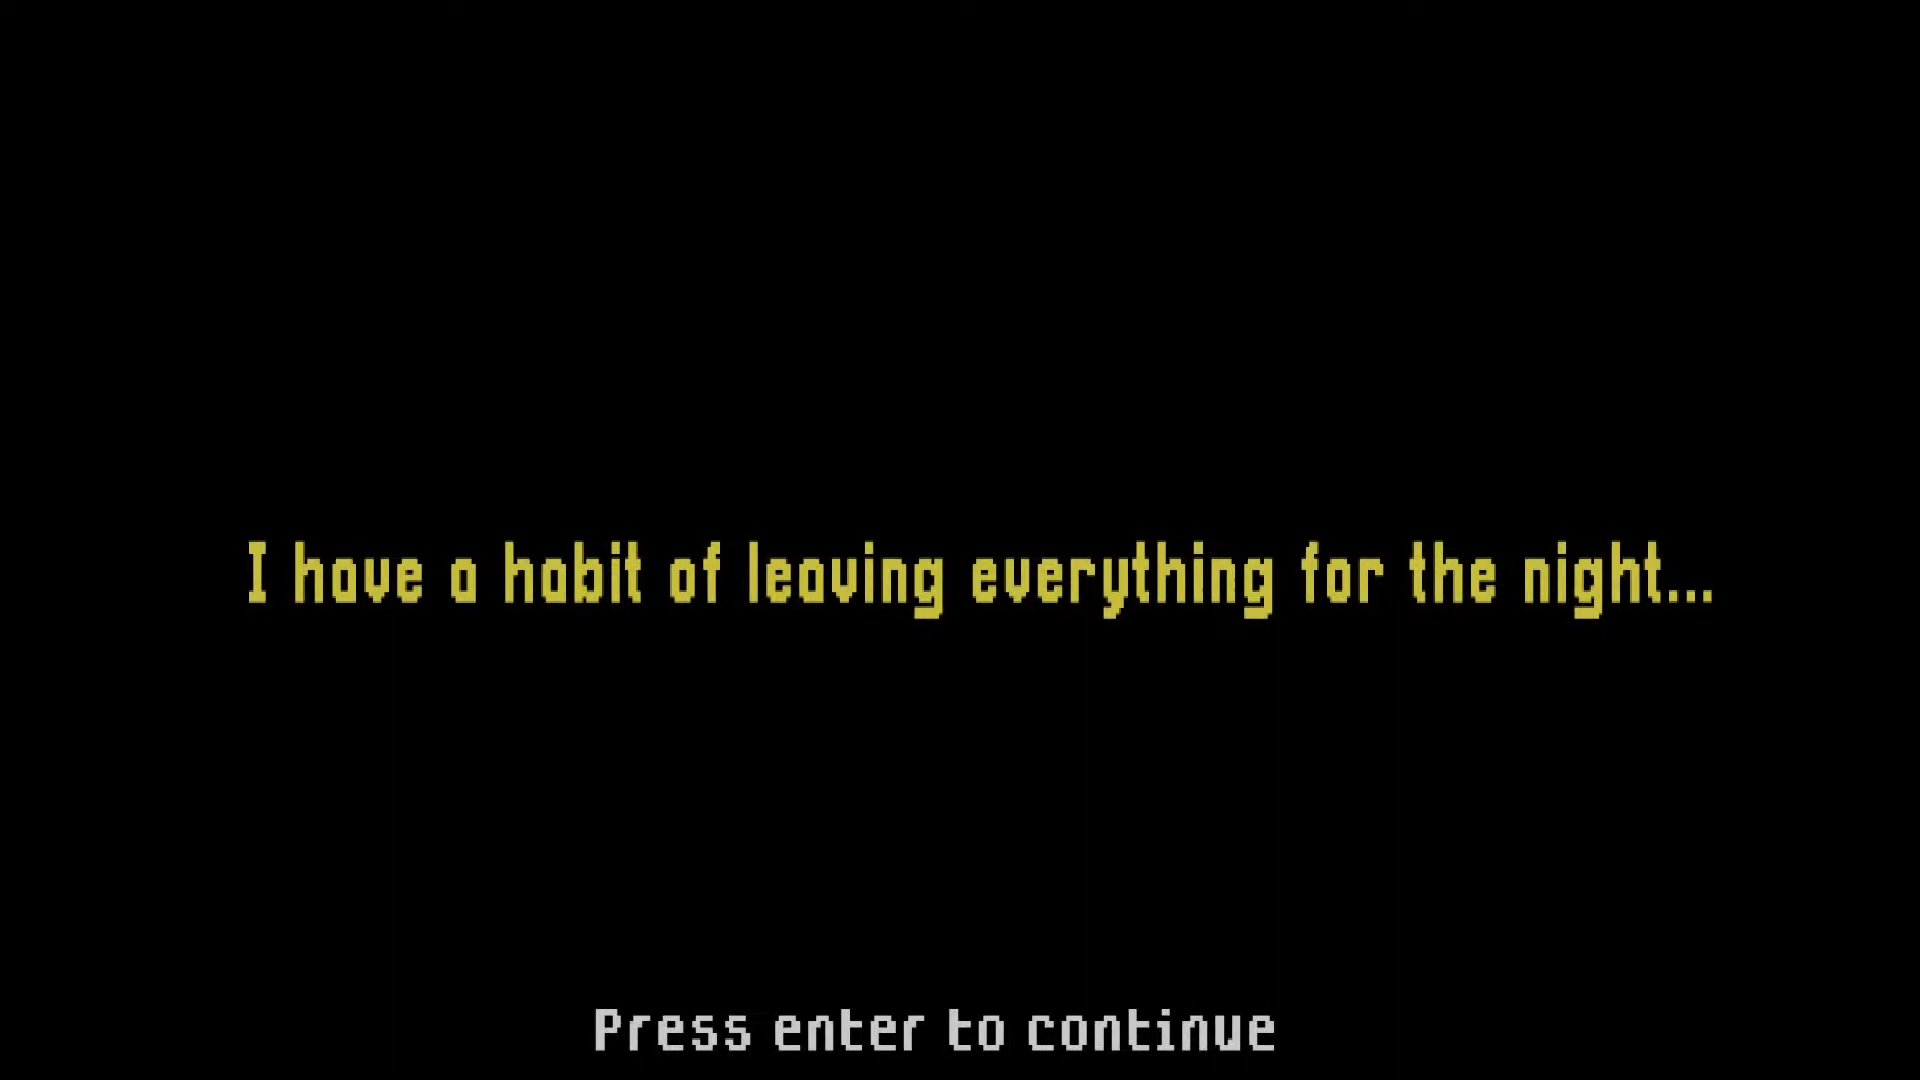 I have a habit of leaving everything for the night...
Press enter to continue